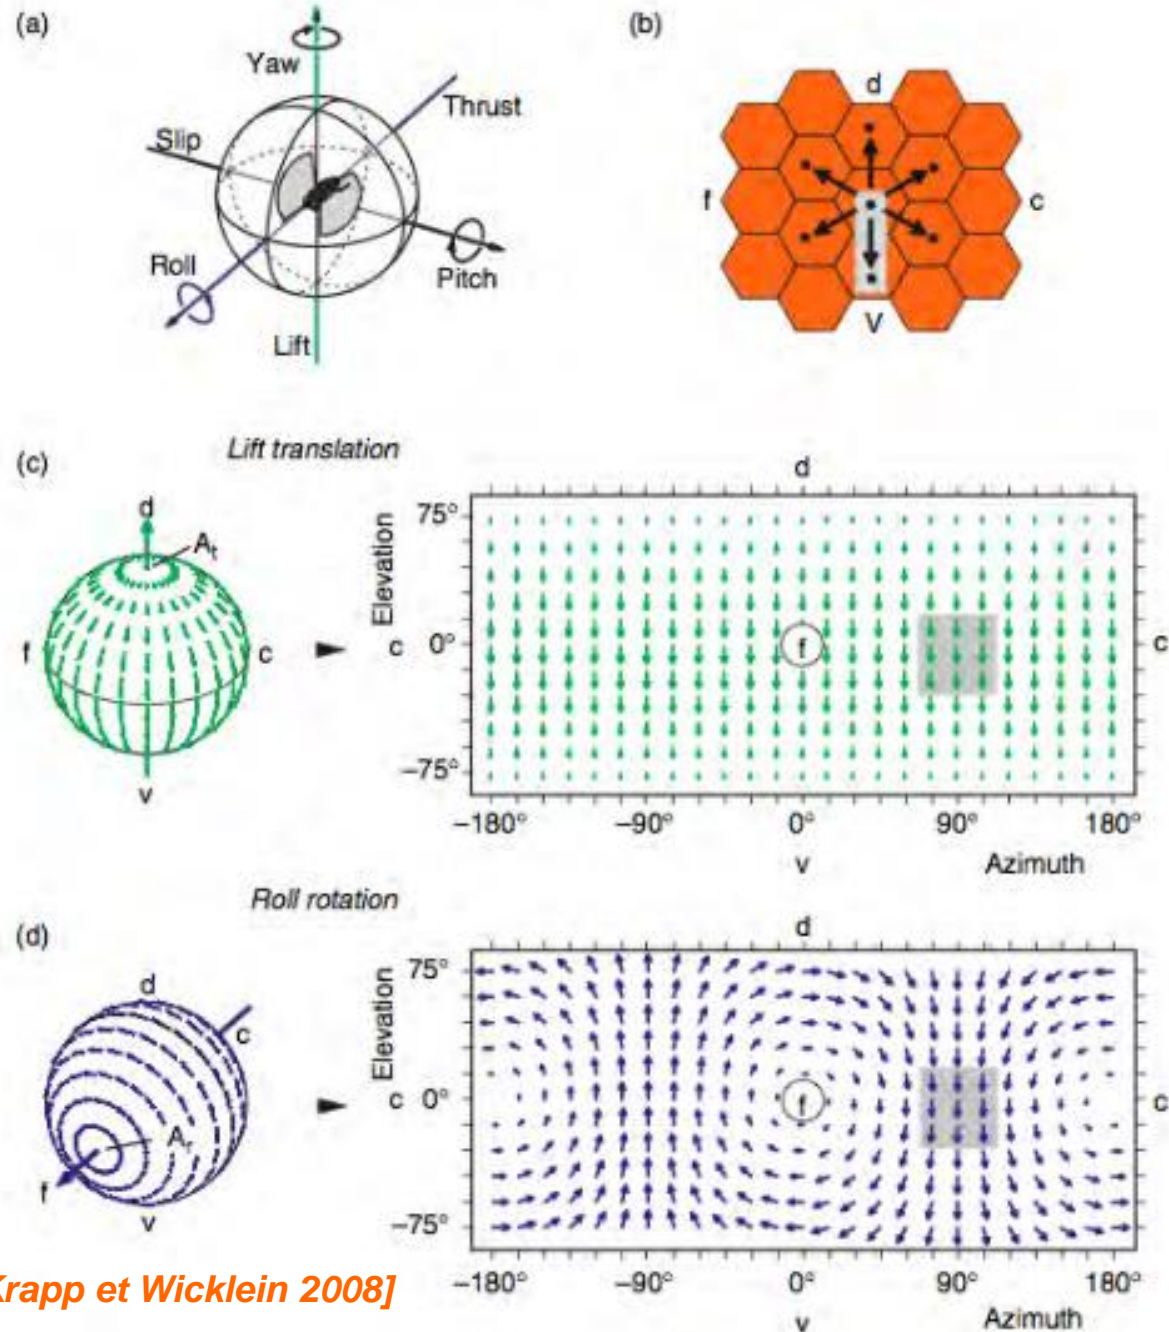 (a)
Yaw
Thrust
Slip
Roll
Pitch
Lift
(b)
d
f
c
V
(c)
Lift translation
d
At
f
c
v
d
75°
Elevation
c 0°
f
c
–75°
–180°
–90°
0°
90°
180°
v
Azimuth
(d)
Roll rotation
d
c
Ar
f
v
d
75°
Elevation
c 0°
f
c
–75°
–180°
–90°
0°
90°
180°
v
Azimuth
Krapp et Wicklein 2008]